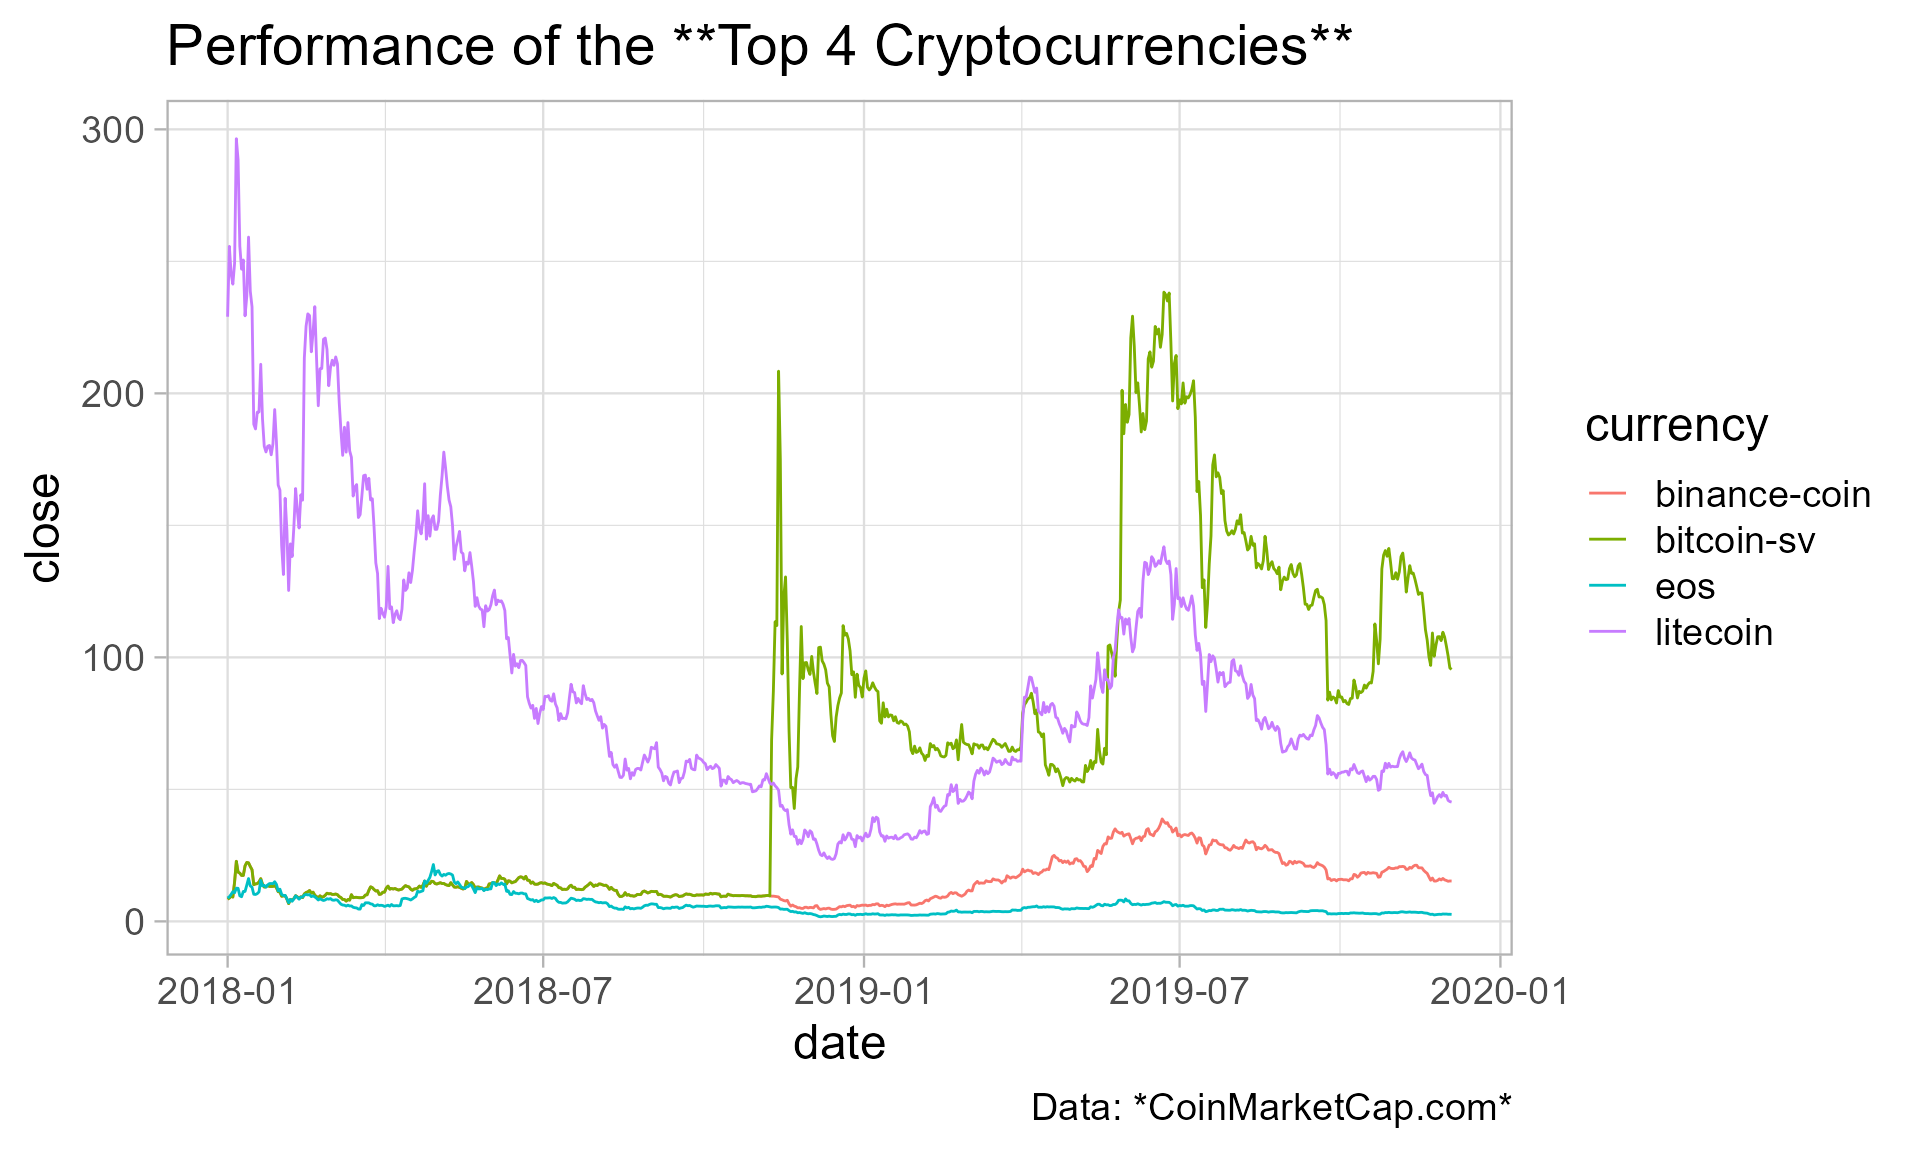 Performance of the **Top 4 Cryptocurrencies**
300
200
100
0
close
2018-01
2018-07
2019-01
2019-07
2020-01
date
currency
binance-coin
bitcoin-sv
eos
litecoin
Data: *CoinMarketCap.com*